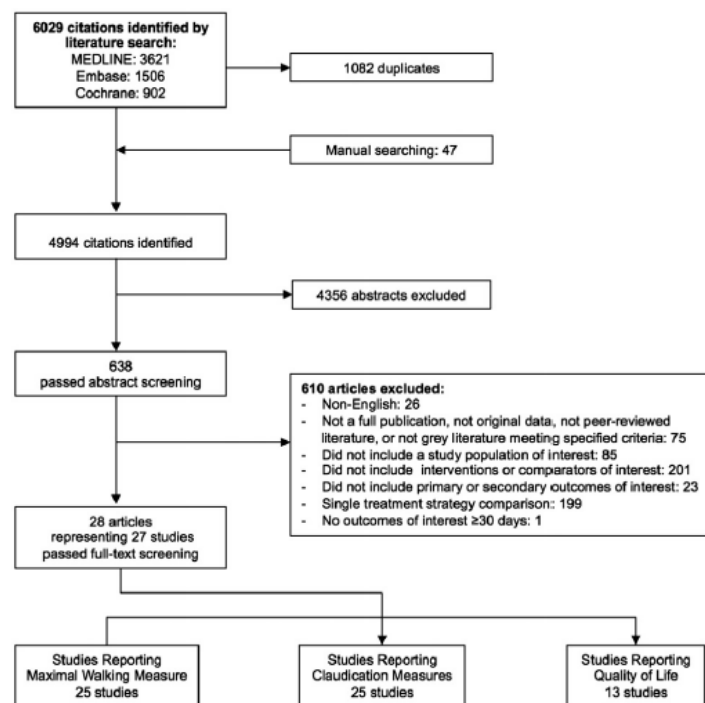 6029 citations identified by
literature search:
MEDLINE: 3621
Embase: 1506
Cochrane: 902
1082 duplicates
Manual searching: 47
4994 citations identified
4356 abstracts excluded
638
passed abstract screening
610 articles excluded:
- Non-English: 26
- Not a full publication, not original data, not peer-reviewed
literature, or not grey literature meeting specified criteria: 75
- Did not include a study population of interest: 85
- Did not include interventions or comparators of interest: 201
- Did not include primary or secondary outcomes of interest: 23
- Single treatment strategy comparison:: 199
- No outcomes of interest ≥30 days: 1
28 articles
representing 27 studies
passed full-text screening
Studies Reporting
Maximal Walking Measure
25 studies
Studies Reporting
Claudication Measures
25 studies
Studies Reporting
Quality of Life
13 studies